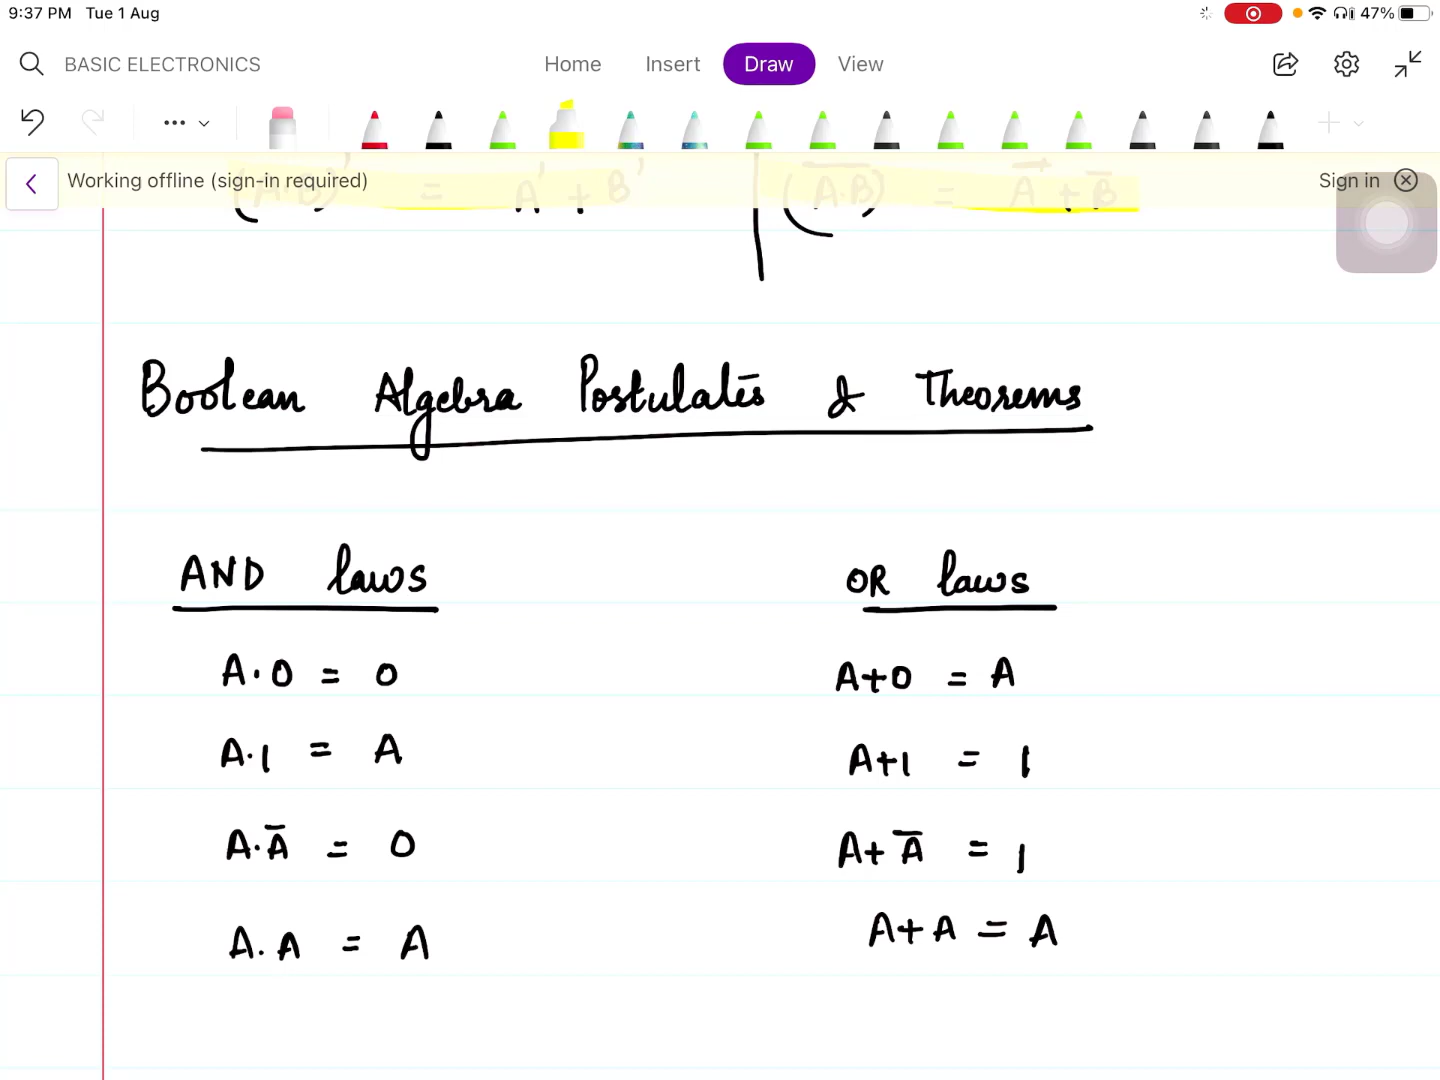 9:37 PM Tue 1 Aug 47%
BASIC ELECTRONICS Home Insert Draw View
Working offline (sign-in required) Sign in
(A·B)' = A' + B' (A̅·̅B̅) = A̅ + B̅
Boolean Algebra Postulates & Theorems
AND laws OR laws
A·0 = 0 A+0 = A
A·1 = A A+1 = 1
A·A̅ = 0 A+A̅ = 1
A.A = A A+A = A